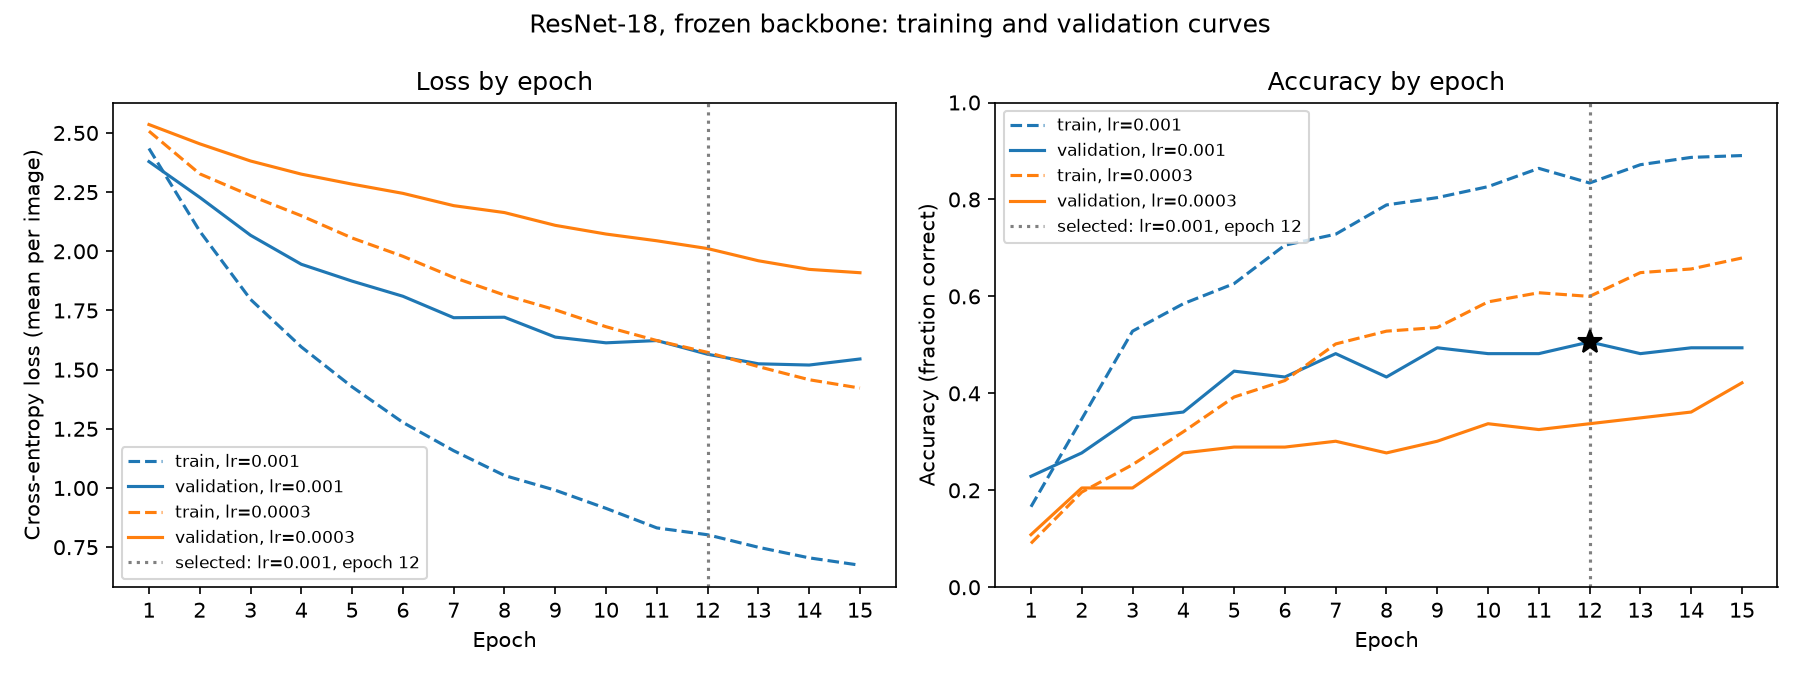 ResNet-18, frozen backbone: training and validation curves
Loss by epoch
Cross-entropy loss (mean per image)
2.50
2.25
2.00
1.75
1.50
1.25
1.00
0.75
train, lr=0.001
validation, lr=0.001
train, lr=0.0003
validation, lr=0.0003
selected: lr=0.001, epoch 12
1 2 3 4 5 6 7 8 9 10 11 12 13 14 15
Epoch
Accuracy by epoch
Accuracy (fraction correct)
1.0
0.8
0.6
0.4
0.2
0.0
train, lr=0.001
validation, lr=0.001
train, lr=0.0003
validation, lr=0.0003
selected: lr=0.001, epoch 12
1 2 3 4 5 6 7 8 9 10 11 12 13 14 15
Epoch